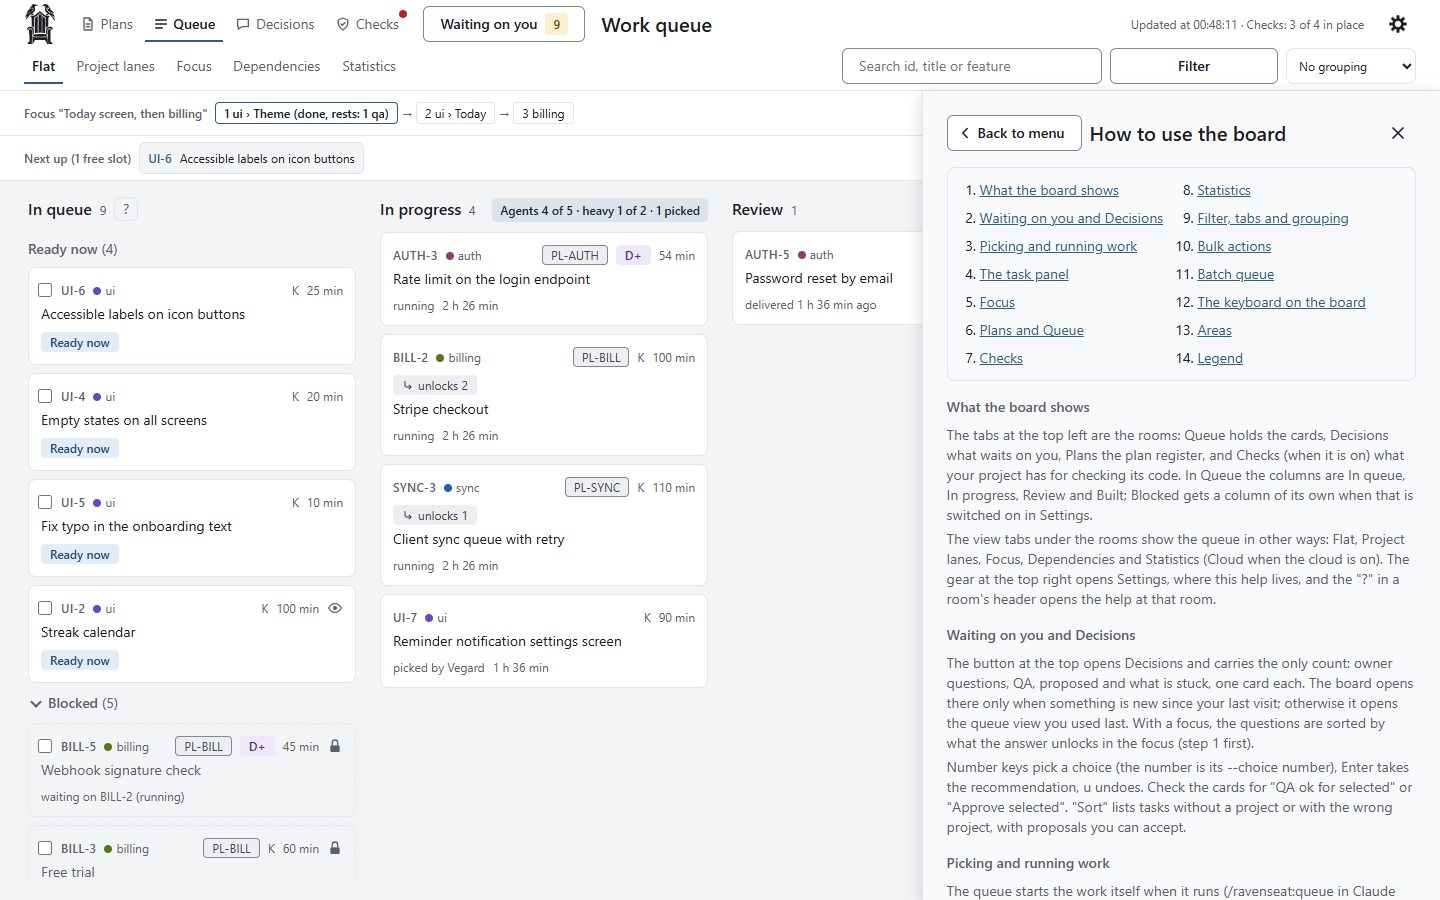 Plans
Queue
Decisions
Checks
Waiting on you 9
Work queue
Updated at 00:48:11 · Checks: 3 of 4 in place
Flat
Project lanes
Focus
Dependencies
Statistics
Search id, title or feature
Filter
No grouping
Focus "Today screen, then billing" 1 ui › Theme (done, rests: 1 qa) → 2 ui › Today → 3 billing
Next up (1 free slot) UI-6 Accessible labels on icon buttons
In queue 9 ?
Ready now (4)
UI-6 ui K 25 min
Accessible labels on icon buttons
Ready now
UI-4 ui K 20 min
Empty states on all screens
Ready now
UI-5 ui K 10 min
Fix typo in the onboarding text
Ready now
UI-2 ui K 100 min
Streak calendar
Ready now
Blocked (5)
BILL-5 billing PL-BILL D+ 45 min
Webhook signature check
waiting on BILL-2 (running)
BILL-3 billing PL-BILL K 60 min
Free trial
In progress 4 Agents 4 of 5 · heavy 1 of 2 · 1 picked
AUTH-3 auth PL-AUTH D+ 54 min
Rate limit on the login endpoint
running 2 h 26 min
BILL-2 billing PL-BILL K 100 min
↳ unlocks 2
Stripe checkout
running 2 h 26 min
SYNC-3 sync PL-SYNC K 110 min
↳ unlocks 1
Client sync queue with retry
running 2 h 26 min
UI-7 ui K 90 min
Reminder notification settings screen
picked by Vegard 1 h 36 min
Review 1
AUTH-5 auth
Password reset by email
delivered 1 h 36 min ago
Back to menu
How to use the board
1. What the board shows
2. Waiting on you and Decisions
3. Picking and running work
4. The task panel
5. Focus
6. Plans and Queue
7. Checks
8. Statistics
9. Filter, tabs and grouping
10. Bulk actions
11. Batch queue
12. The keyboard on the board
13. Areas
14. Legend
What the board shows
The tabs at the top left are the rooms: Queue holds the cards, Decisions
what waits on you, Plans the plan register, and Checks (when it is on) what
your project has for checking its code. In Queue the columns are In queue,
In progress, Review and Built; Blocked gets a column of its own when that is
switched on in Settings.
The view tabs under the rooms show the queue in other ways: Flat, Project
lanes, Focus, Dependencies and Statistics (Cloud when the cloud is on). The
gear at the top right opens Settings, where this help lives, and the "?" in a
room's header opens the help at that room.
Waiting on you and Decisions
The button at the top opens Decisions and carries the only count: owner
questions, QA, proposed and what is stuck, one card each. The board opens
there only when something is new since your last visit; otherwise it opens
the queue view you used last. With a focus, the questions are sorted by
what the answer unlocks in the focus (step 1 first).
Number keys pick a choice (the number is its --choice number), Enter takes
the recommendation, u undoes. Check the cards for "QA ok for selected" or
"Approve selected". "Sort" lists tasks without a project or with the wrong
project, with proposals you can accept.
Picking and running work
The queue starts the work itself when it runs (/ravenseat:queue in Claude